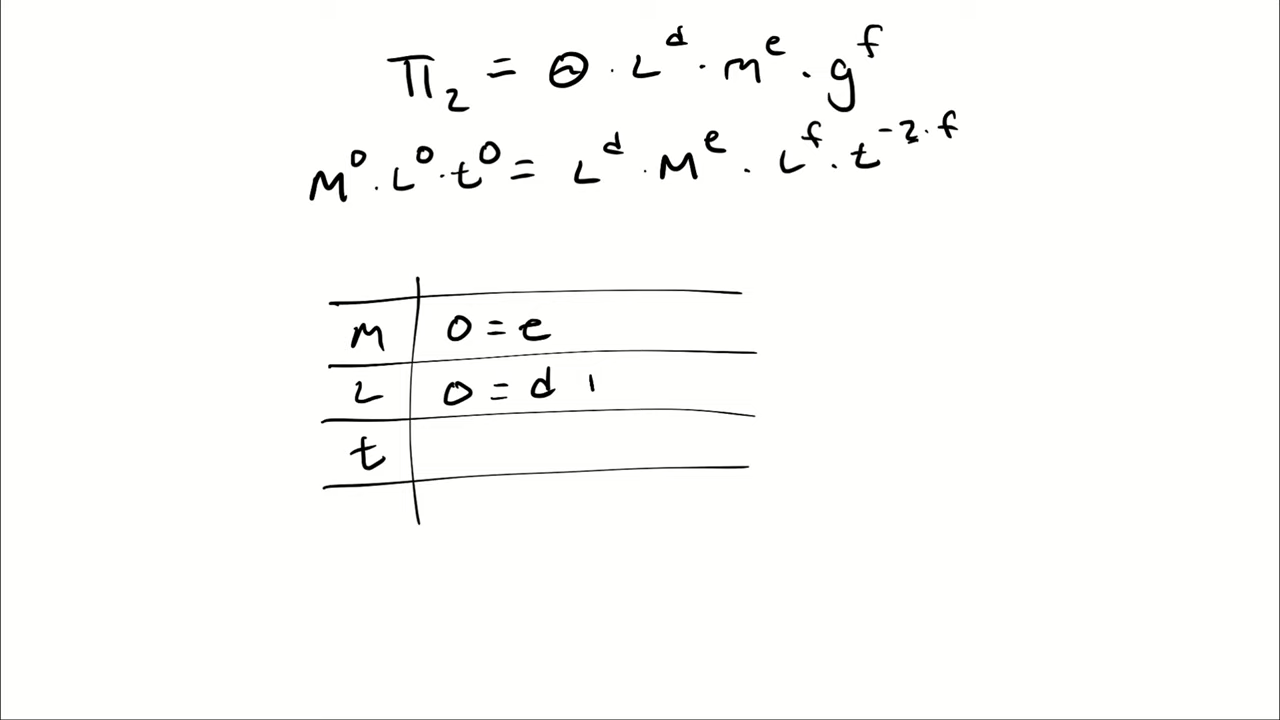 Π₂ = Θ · L^d · m^e · g^f
M^0 · L^0 · t^0 = L^d · M^e · L^f · t^-2·f
M 0 = e
L 0 = d
t